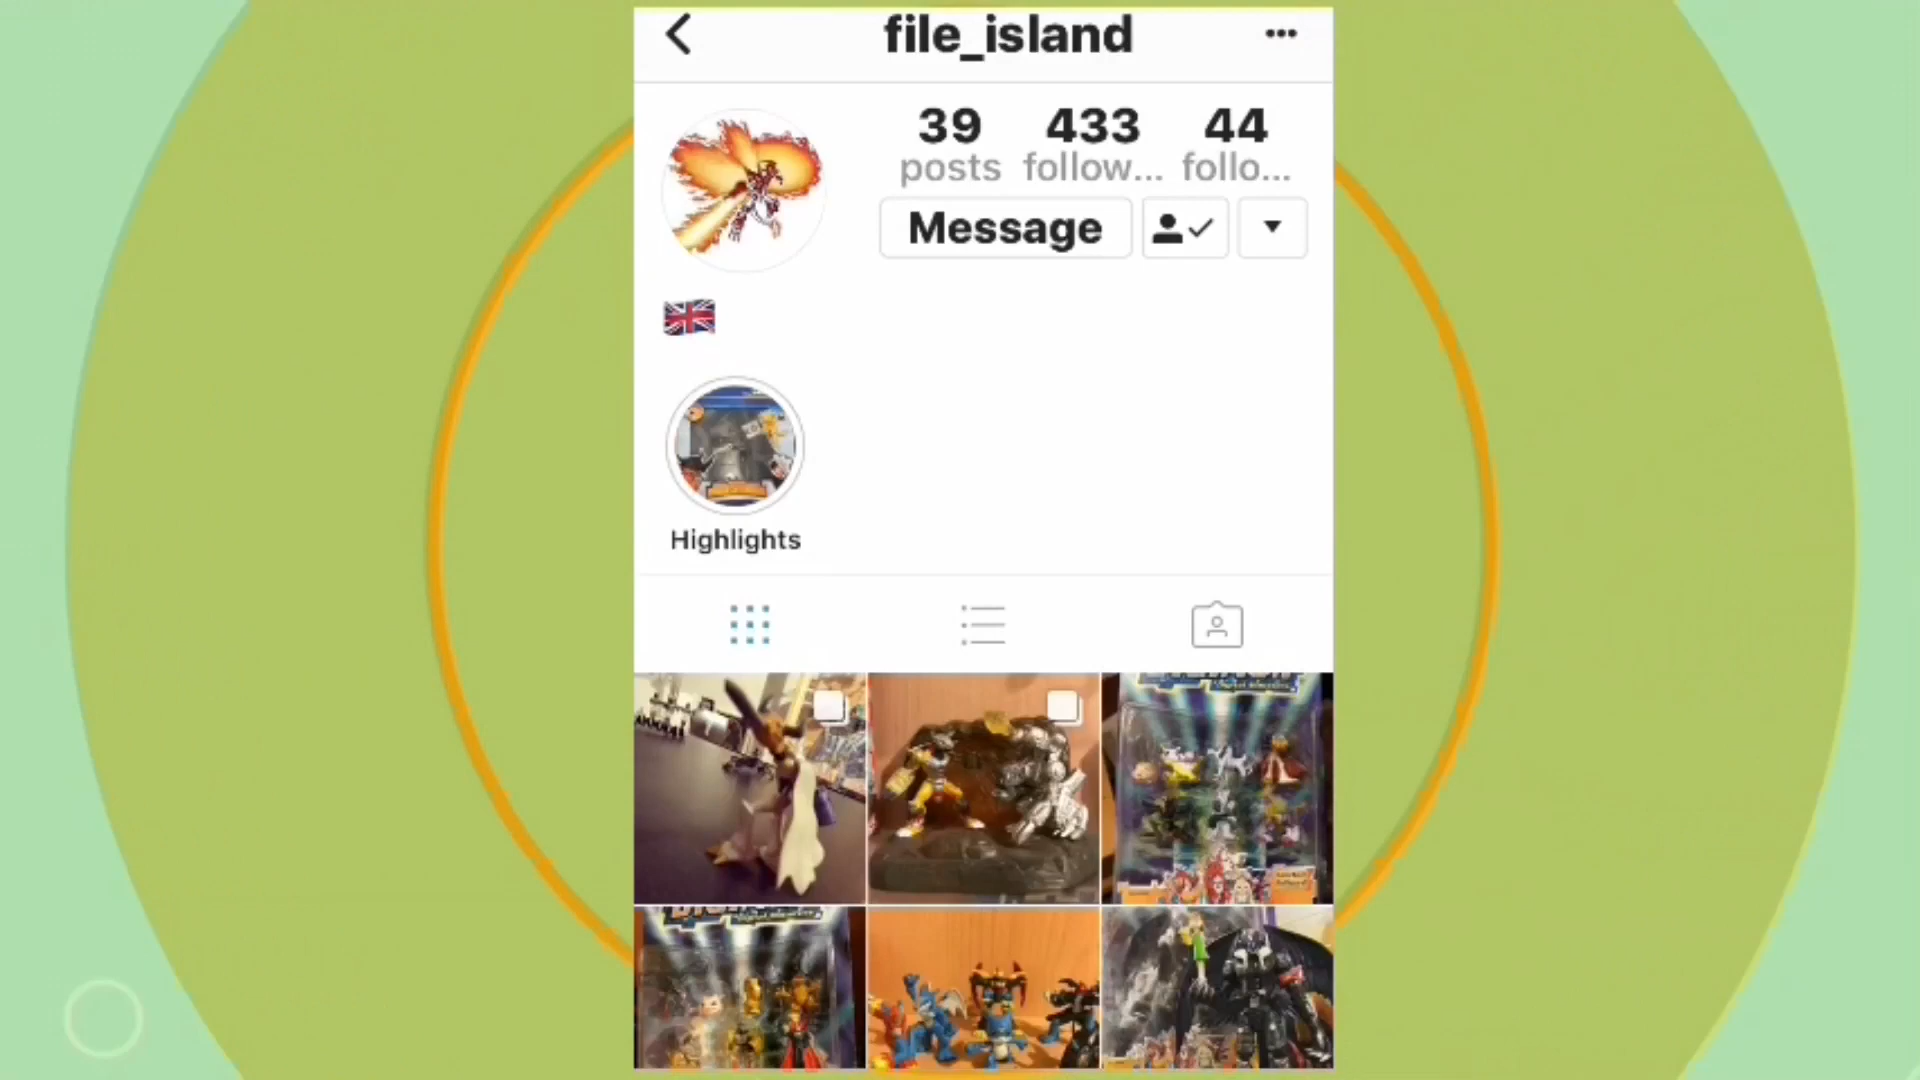 file_island
39 433 44
posts follow... follo...
Message
Highlights